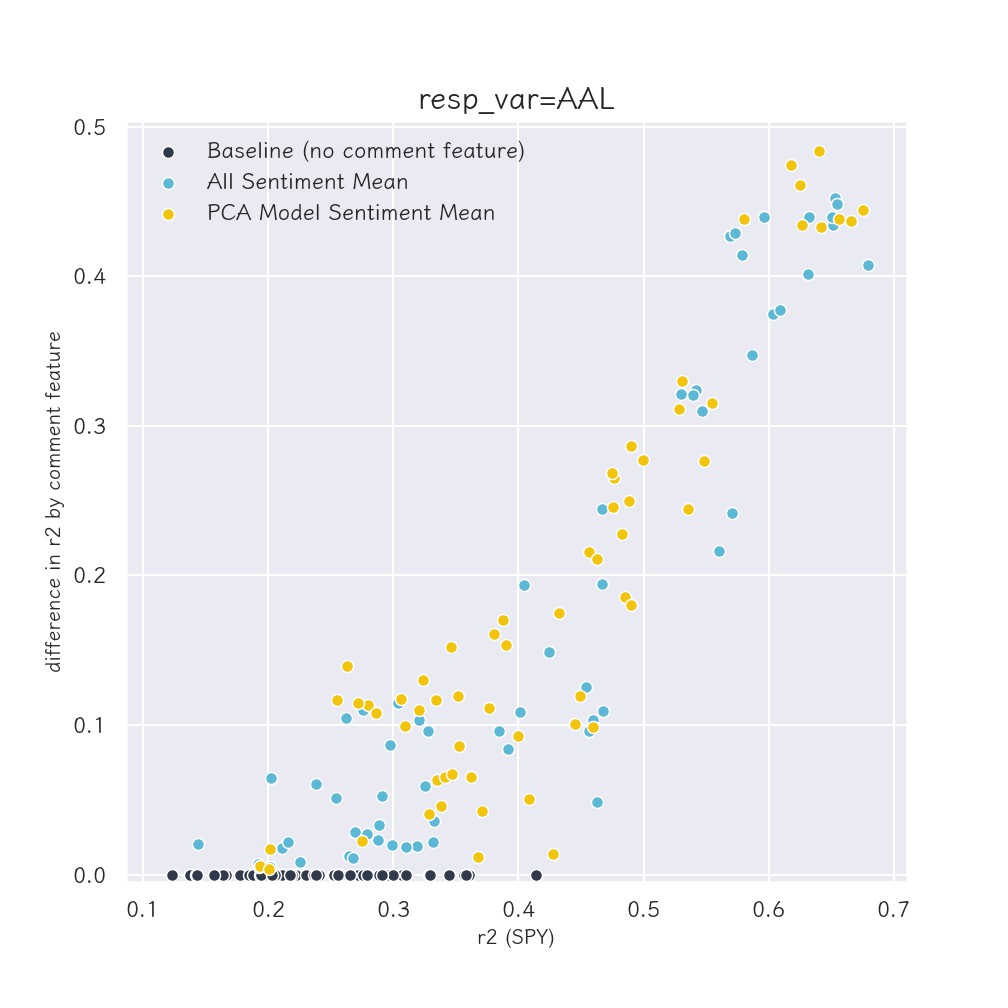 resp_var=AAL
Baseline (no comment feature)
All Sentiment Mean
PCA Model Sentiment Mean
difference in r2 by comment feature
0.5
0.4
0.3
0.2
0.1
0.0
0.1 0.2 0.3 0.4 0.5 0.6 0.7
r2 (SPY)